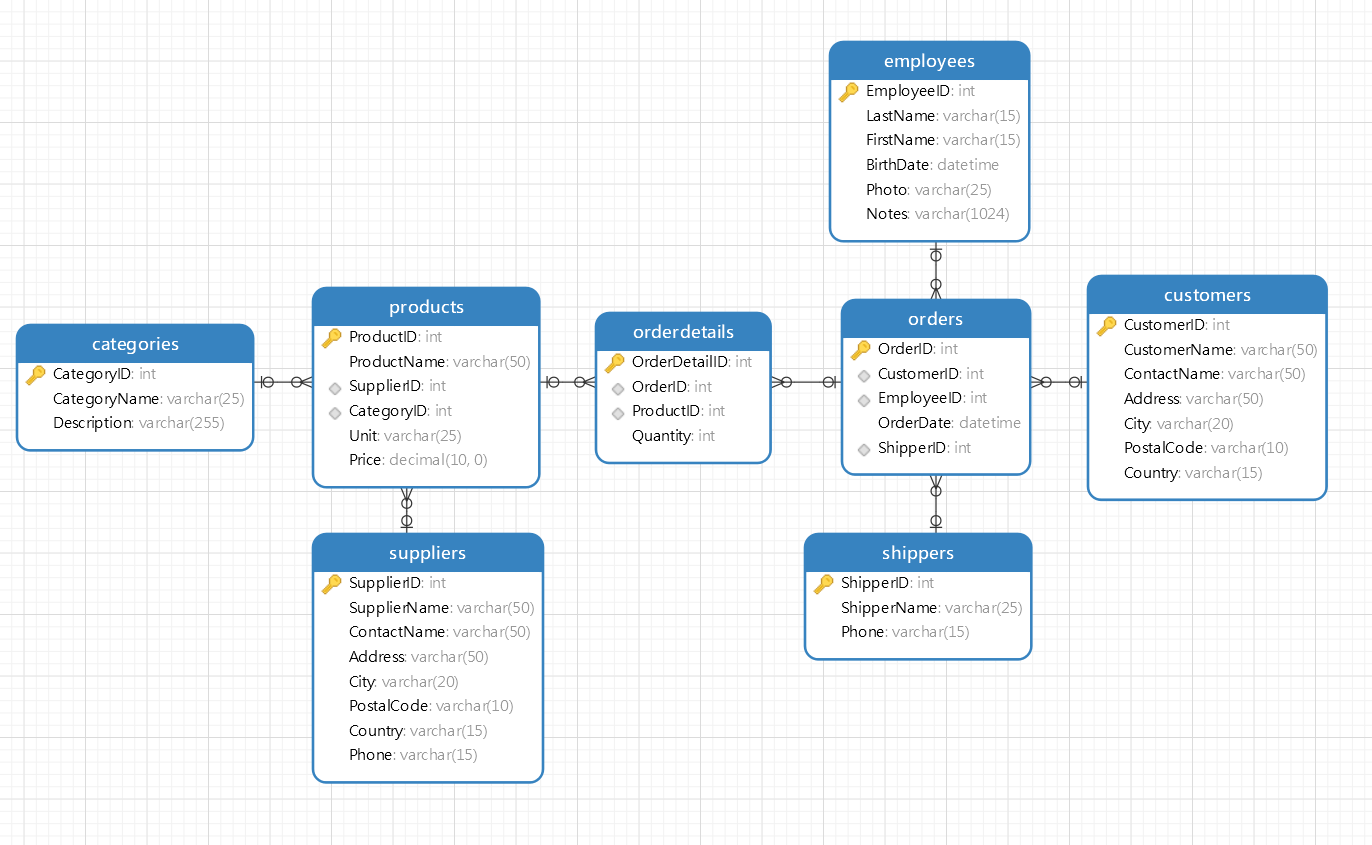 employees
EmployeeID: int
LastName: varchar(15)
FirstName: varchar(15)
BirthDate: datetime
Photo: varchar(25)
Notes: varchar(1024)
categories
CategoryID: int
CategoryName: varchar(25)
Description: varchar(255)
products
ProductID: int
ProductName: varchar(50)
SupplierID: int
CategoryID: int
Unit: varchar(25)
Price: decimal(10, 0)
orderdetails
OrderDetailID: int
OrderID: int
ProductID: int
Quantity: int
orders
OrderID: int
CustomerID: int
EmployeeID: int
OrderDate: datetime
ShipperID: int
customers
CustomerID: int
CustomerName: varchar(50)
ContactName: varchar(50)
Address: varchar(50)
City: varchar(20)
PostalCode: varchar(10)
Country: varchar(15)
suppliers
SupplierID: int
SupplierName: varchar(50)
ContactName: varchar(50)
Address: varchar(50)
City: varchar(20)
PostalCode: varchar(10)
Country: varchar(15)
Phone: varchar(15)
shippers
ShipperID: int
ShipperName: varchar(25)
Phone: varchar(15)